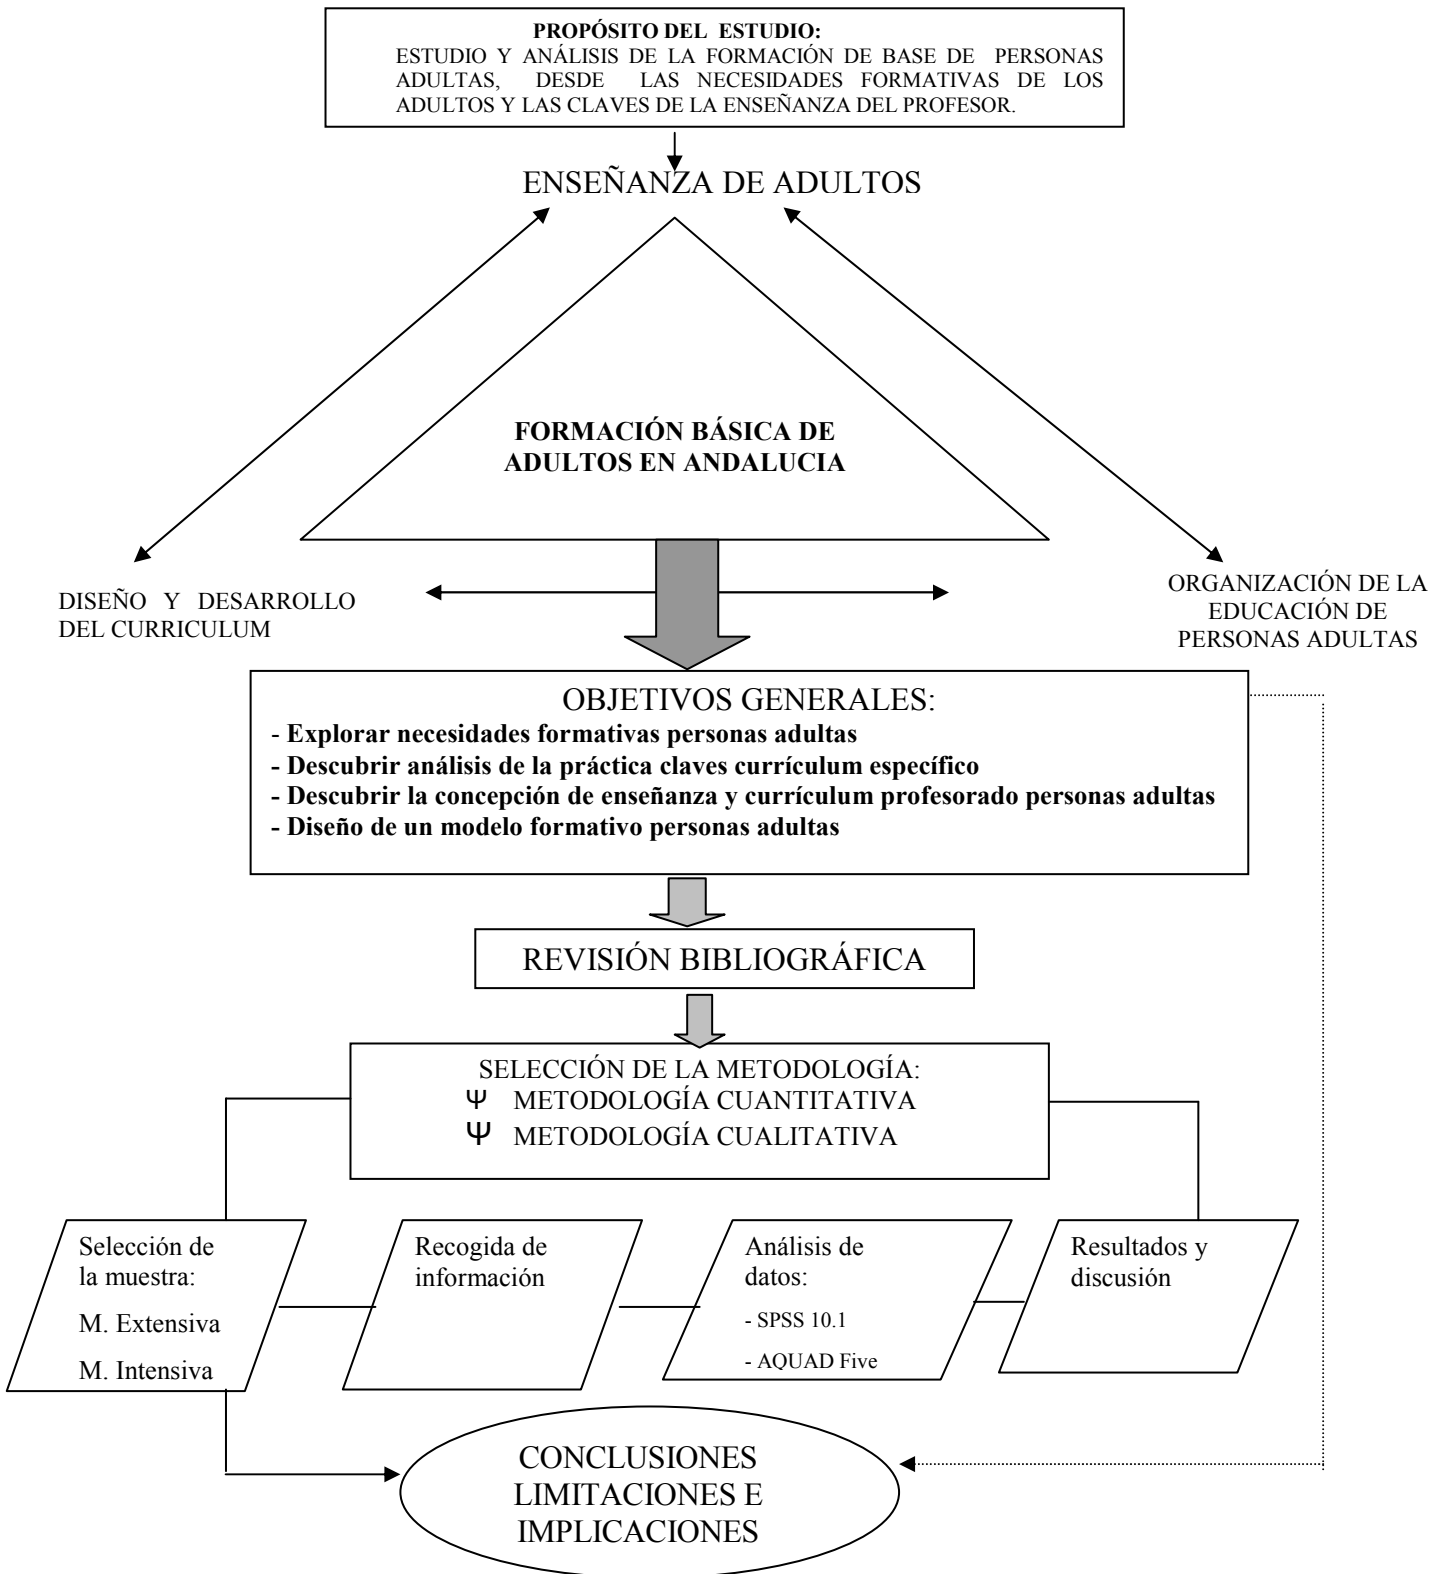 PROPÓSITO DEL ESTUDIO:
ESTUDIO Y ANÁLISIS DE LA FORMACIÓN DE BASE DE PERSONAS
ADULTAS, DESDE LAS NECESIDADES FORMATIVAS DE LOS
ADULTOS Y LAS CLAVES DE LA ENSEÑANZA DEL PROFESOR.
ENSEÑANZA DE ADULTOS
FORMACIÓN BÁSICA DE
ADULTOS EN ANDALUCIA
DISEÑO Y DESARROLLO
DEL CURRICULUM
ORGANIZACIÓN DE LA
EDUCACIÓN DE
PERSONAS ADULTAS
OBJETIVOS GENERALES:
- Explorar necesidades formativas personas adultas
- Descubrir análisis de la práctica claves currículum específico
- Descubrir la concepción de enseñanza y currículum profesorado personas adultas
- Diseño de un modelo formativo personas adultas
REVISIÓN BIBLIOGRÁFICA
SELECCIÓN DE LA METODOLOGÍA:
Ψ METODOLOGÍA CUANTITATIVA
Ψ METODOLOGÍA CUALITATIVA
Selección de
la muestra:
M. Extensiva
M. Intensiva
Recogida de
información
Análisis de
datos:
- SPSS 10.1
- AQUAD Five
Resultados y
discusión
CONCLUSIONES
LIMITACIONES E
IMPLICACIONES